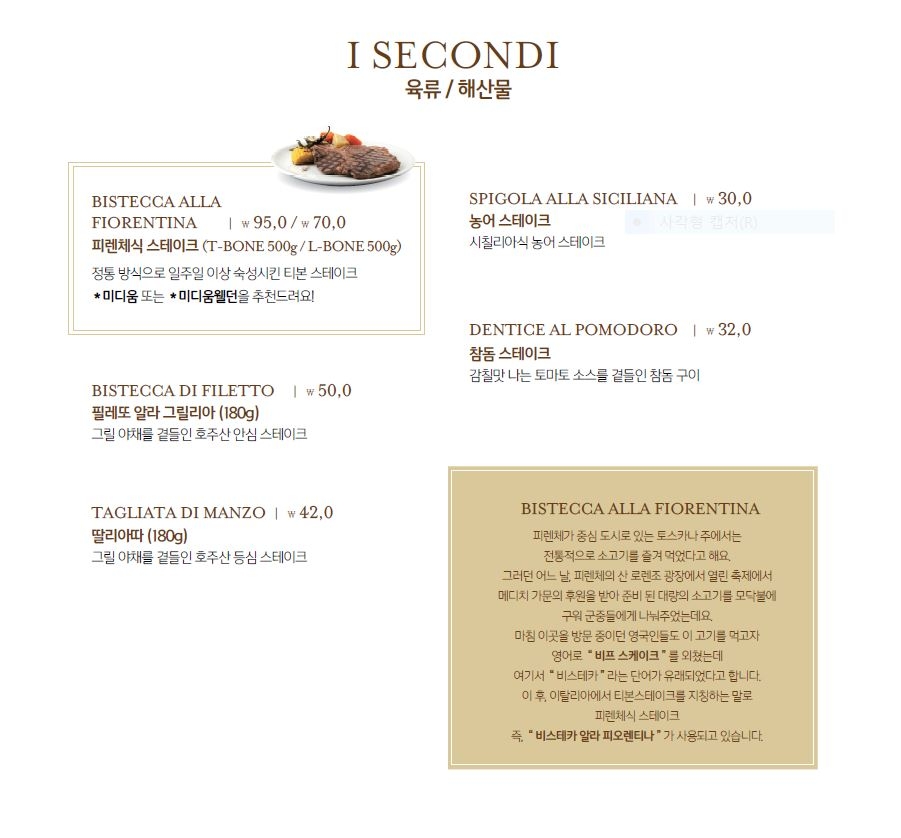 I SECONDI
육류 / 해산물
BISTECCA ALLA
FIORENTINA | ₩ 95,0 / ₩ 70,0
피렌체식 스테이크 (T-BONE 500g / L-BONE 500g)
정통 방식으로 일주일 이상 숙성시킨 티본 스테이크
*미디움 또는 *미디움웰던을 추천드려요!
BISTECCA DI FILETTO | ₩ 50,0
필레또 알라 그릴리아 (180g)
그릴 야채를 곁들인 호주산 안심 스테이크
TAGLIATA DI MANZO | ₩ 42,0
딸리아따 (180g)
그릴 야채를 곁들인 호주산 등심 스테이크
SPIGOLA ALLA SICILIANA | ₩ 30,0
농어 스테이크
사각형 캡처(R)
시칠리아식 농어 스테이크
DENTICE AL POMODORO | ₩ 32,0
참돔 스테이크
감칠맛 나는 토마토 소스를 곁들인 참돔 구이
BISTECCA ALLA FIORENTINA
피렌체가 중심 도시로 있는 토스카나 주에서는
전통적으로 소고기를 즐겨 먹었다고 해요.
그러던 어느 날, 피렌체의 산 로렌조 광장에서 열린 축제에서
메디치 가문의 후원을 받아 준비 된 대량의 소고기를 모닥불에
구워 군중들에게 나눠주었는데요.
마침 이곳을 방문 중이던 영국인들도 이 고기를 먹고자
영어로 “ 비프 스케이크 ” 를 외쳤는데
여기서 “ 비스테카 ” 라는 단어가 유래되었다고 합니다.
이 후, 이탈리아에서 티본스테이크를 지칭하는 말로
피렌체식 스테이크
즉, “ 비스테카 알라 피오렌티나 ” 가 사용되고 있습니다.